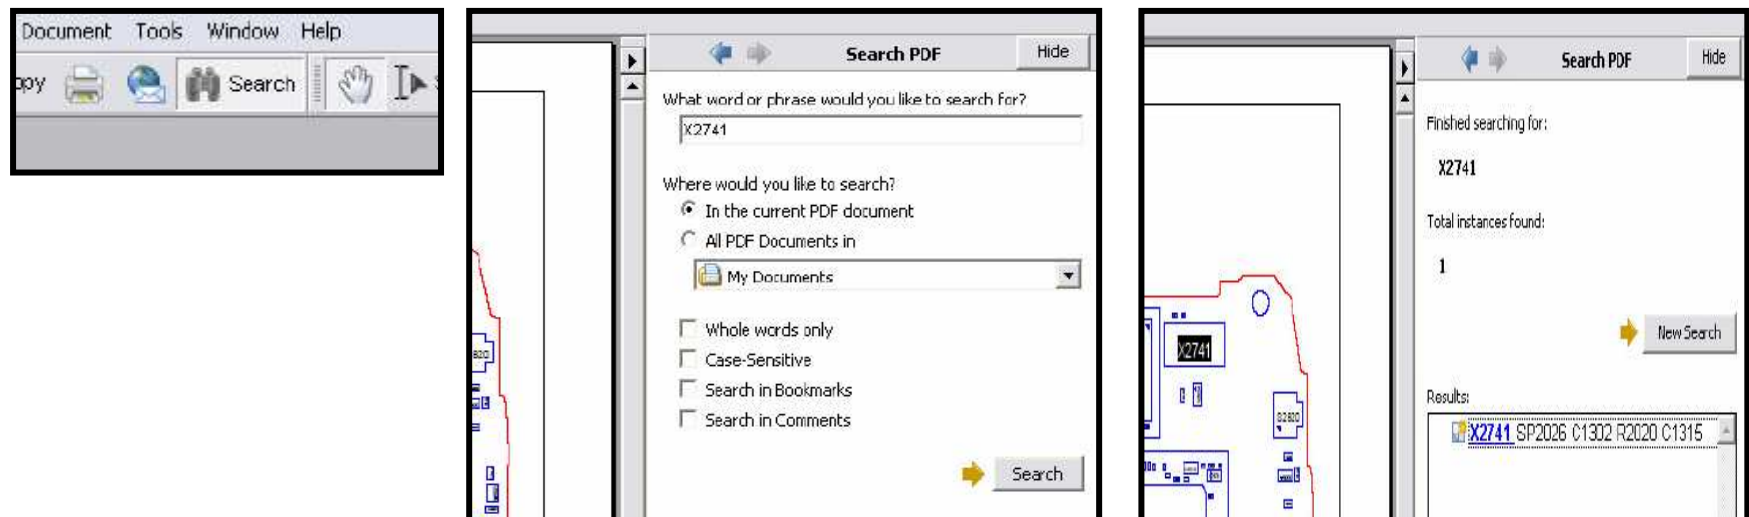 Document Tools Window Help
opy Search
Search PDF Hide
What word or phrase would you like to search for?
X2741
Where would you like to search?
In the current PDF document
All PDF Documents in
My Documents
Whole words only
Case-Sensitive
Search in Bookmarks
Search in Comments
Search
Search PDF Hide
Finished searching for:
X2741
Total instances found:
1
New Search
Results:
X2741 SP2026 C1302 R2020 C1315
X2741